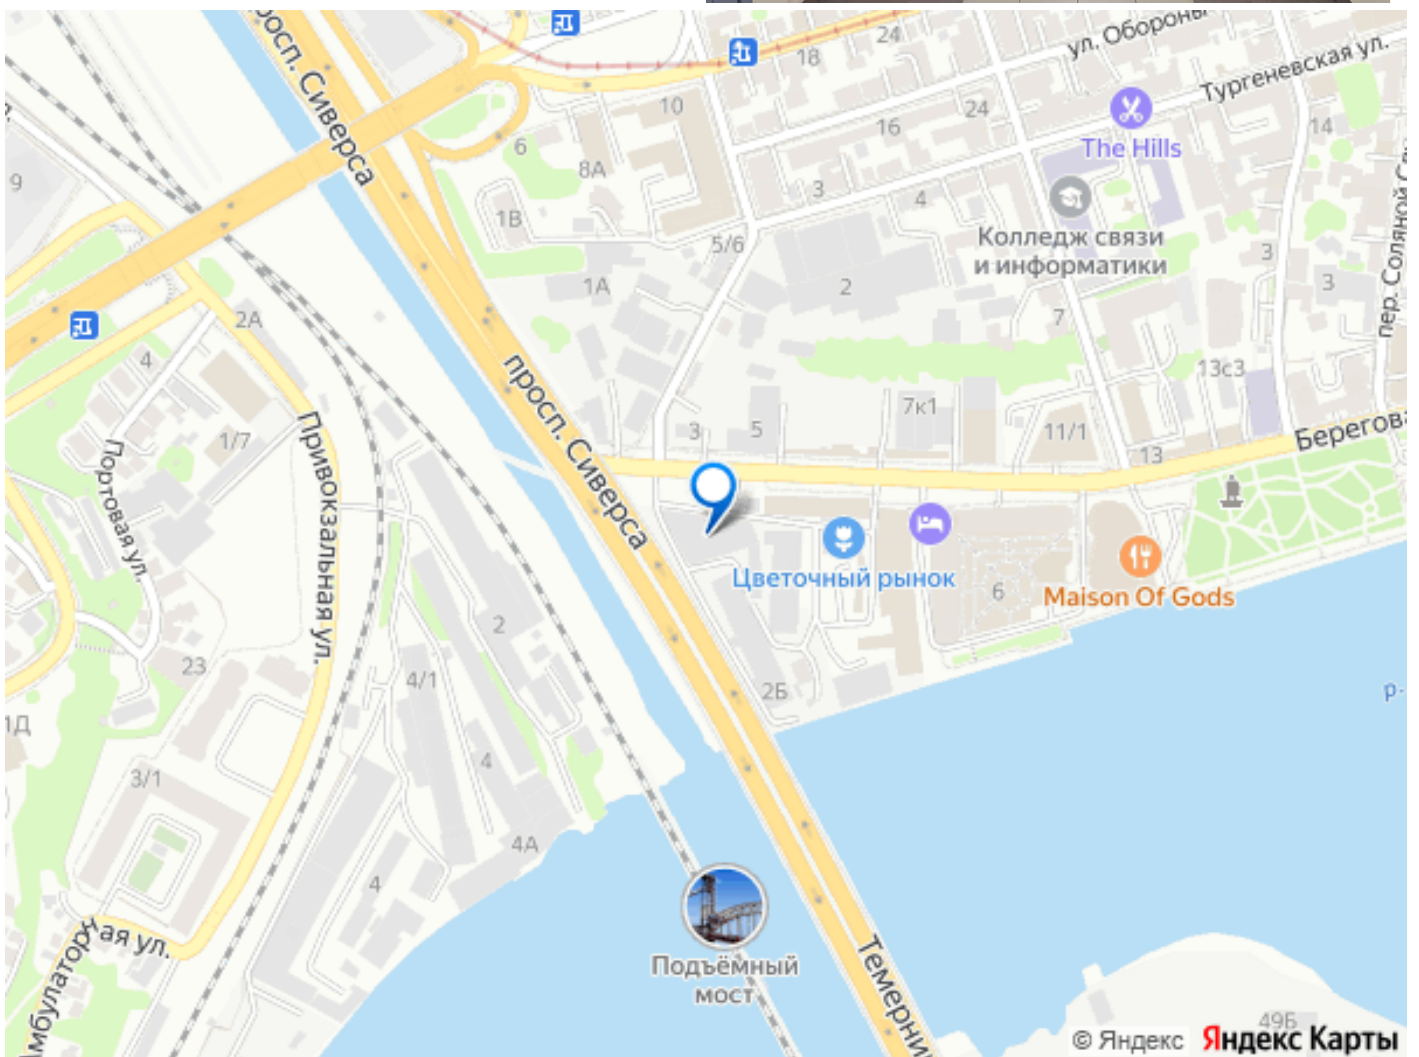 просп. Сиверса
ул. Обороны
24
18
Тургеневская ул.
10
24
16
14
6
The Hills
8А
9
3
4
1В
Колледж связи
и информатики
5/6
3
3
1А
2
2А
7
4
просп. Сиверса
13с3
7к1
Портовая ул.
Привокзальная ул.
1/7
3
5
11/1
13
Берегова
пер. Соляной
Цветочный рынок
6
Maison Of Gods
2
23
4/1
2Б
р-
1Д
3/1
4
4А
4
ная ул.
Подъёмный
мост
Темерни
49Б
© Яндекс Яндекс Карты